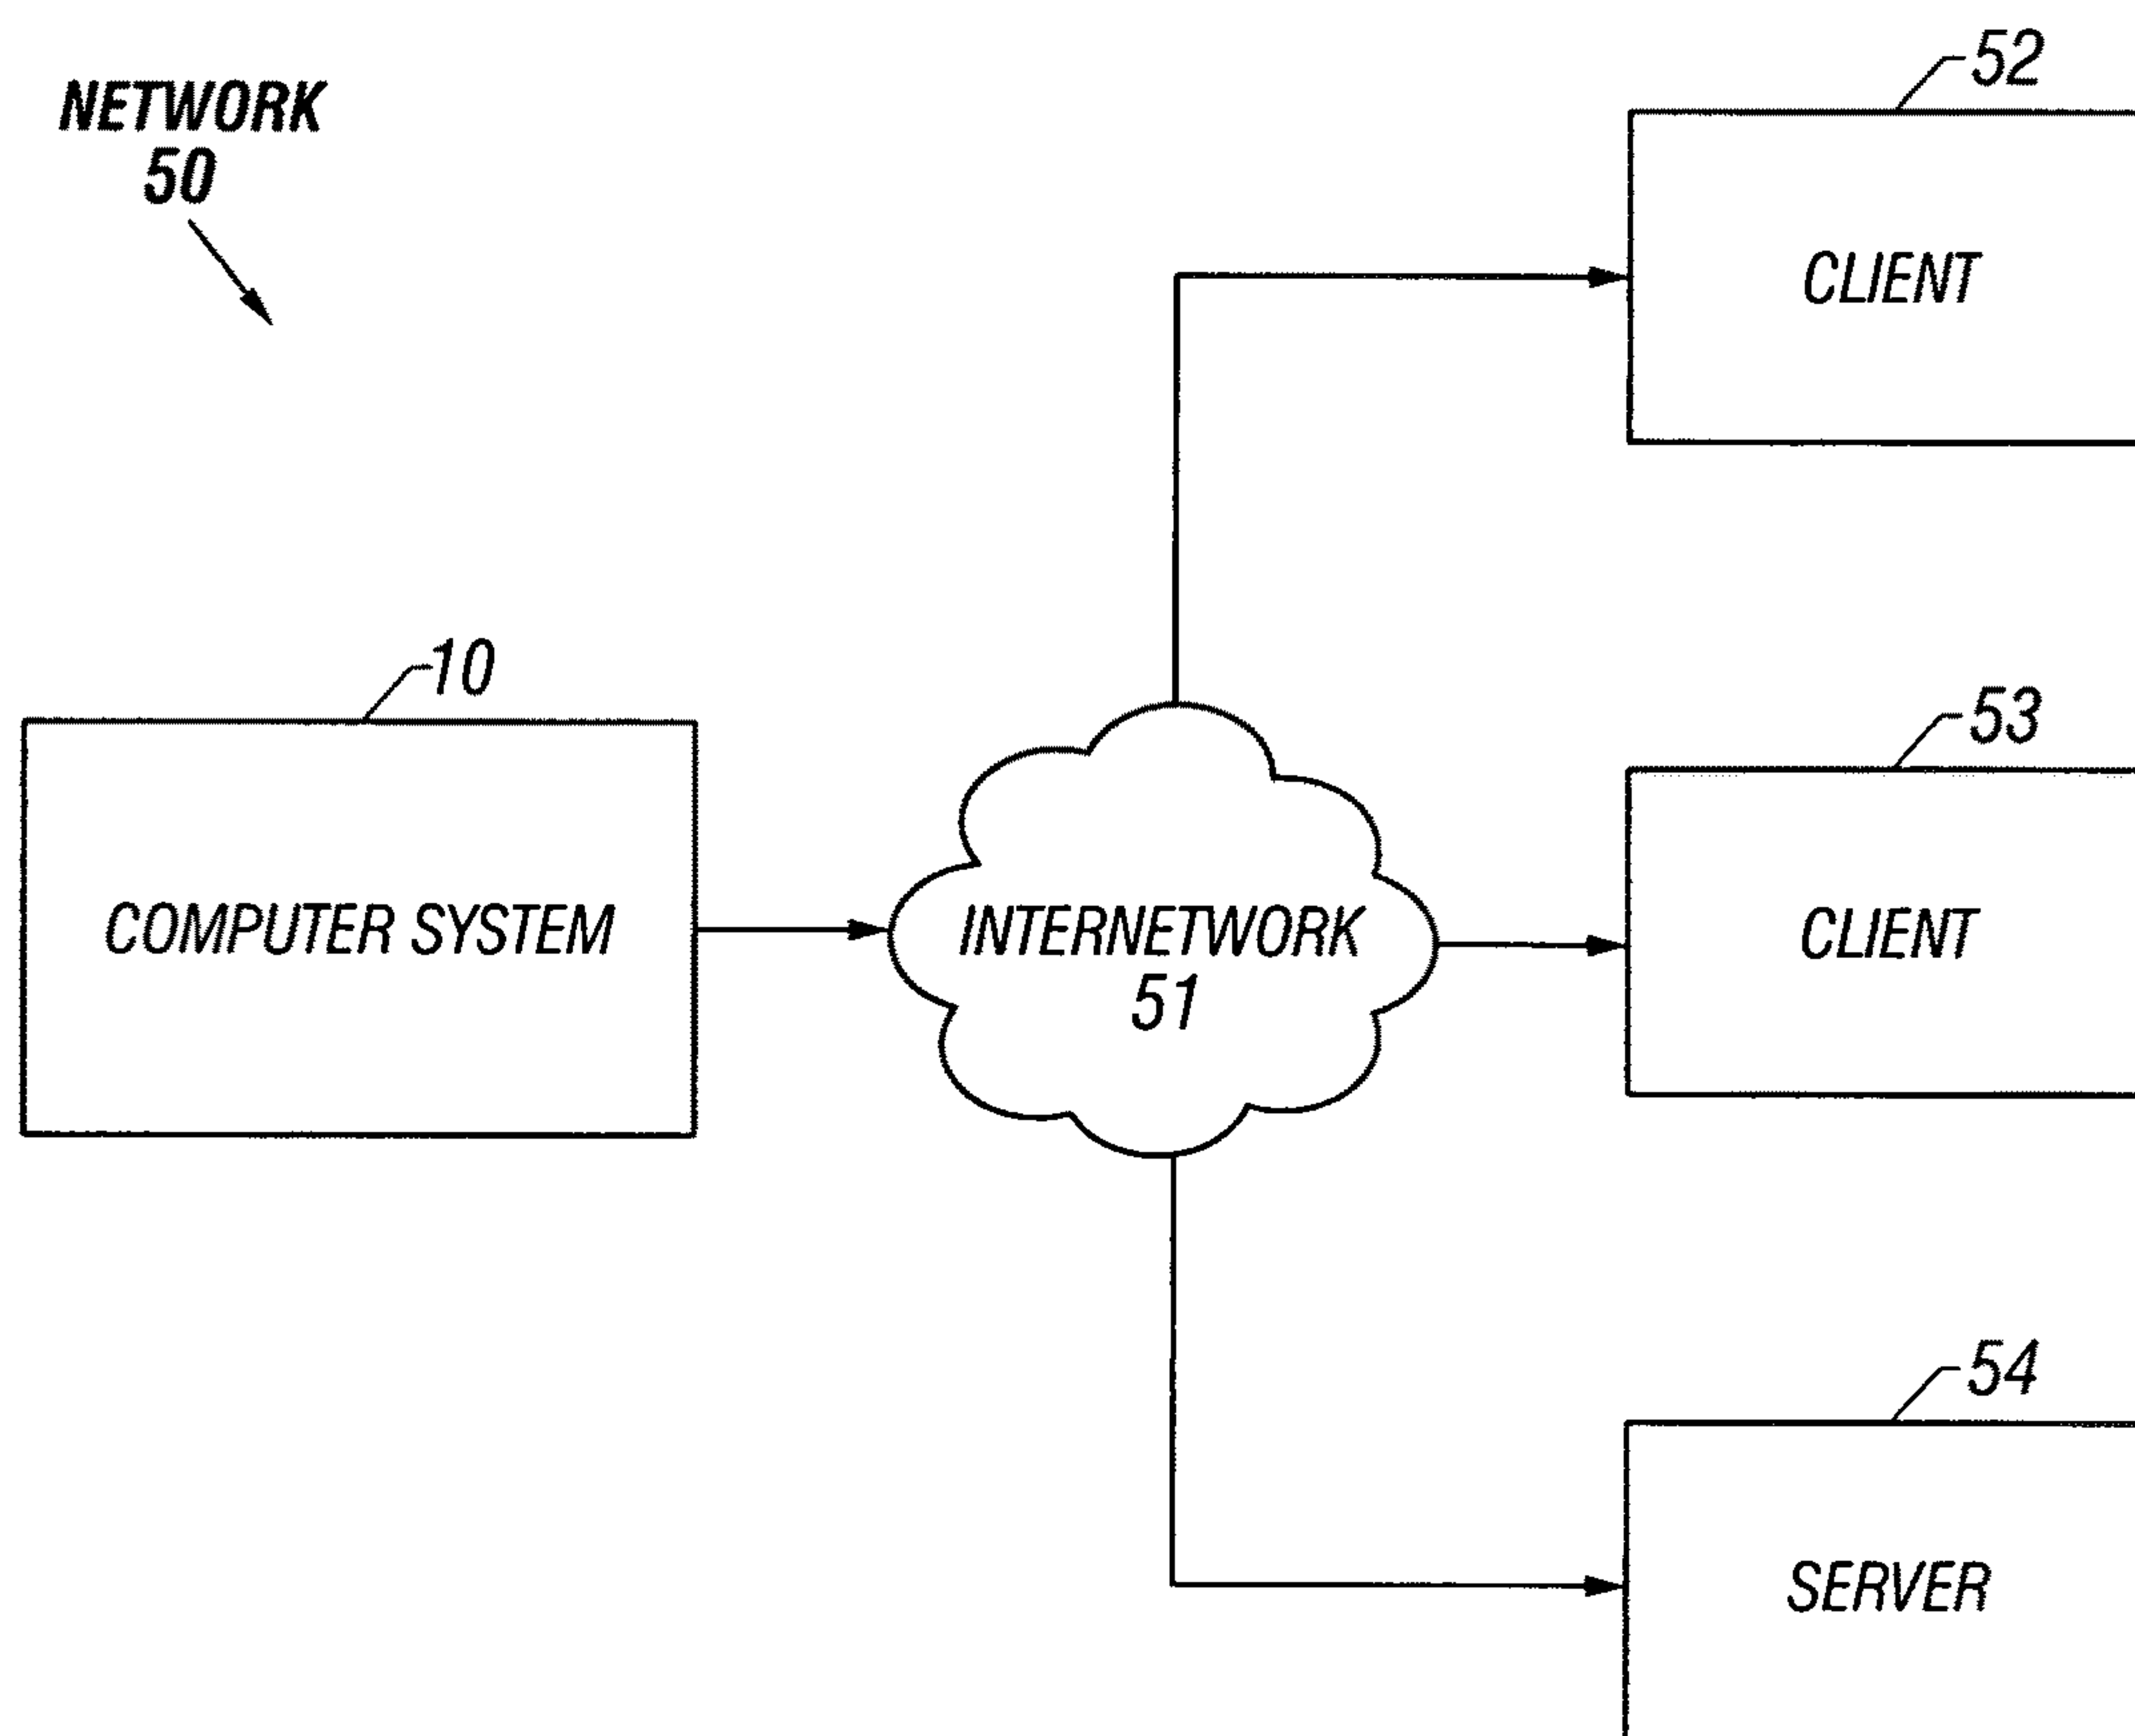 NETWORK
50
52
CLIENT
10
COMPUTER SYSTEM
INTERNETWORK
51
53
CLIENT
54
SERVER